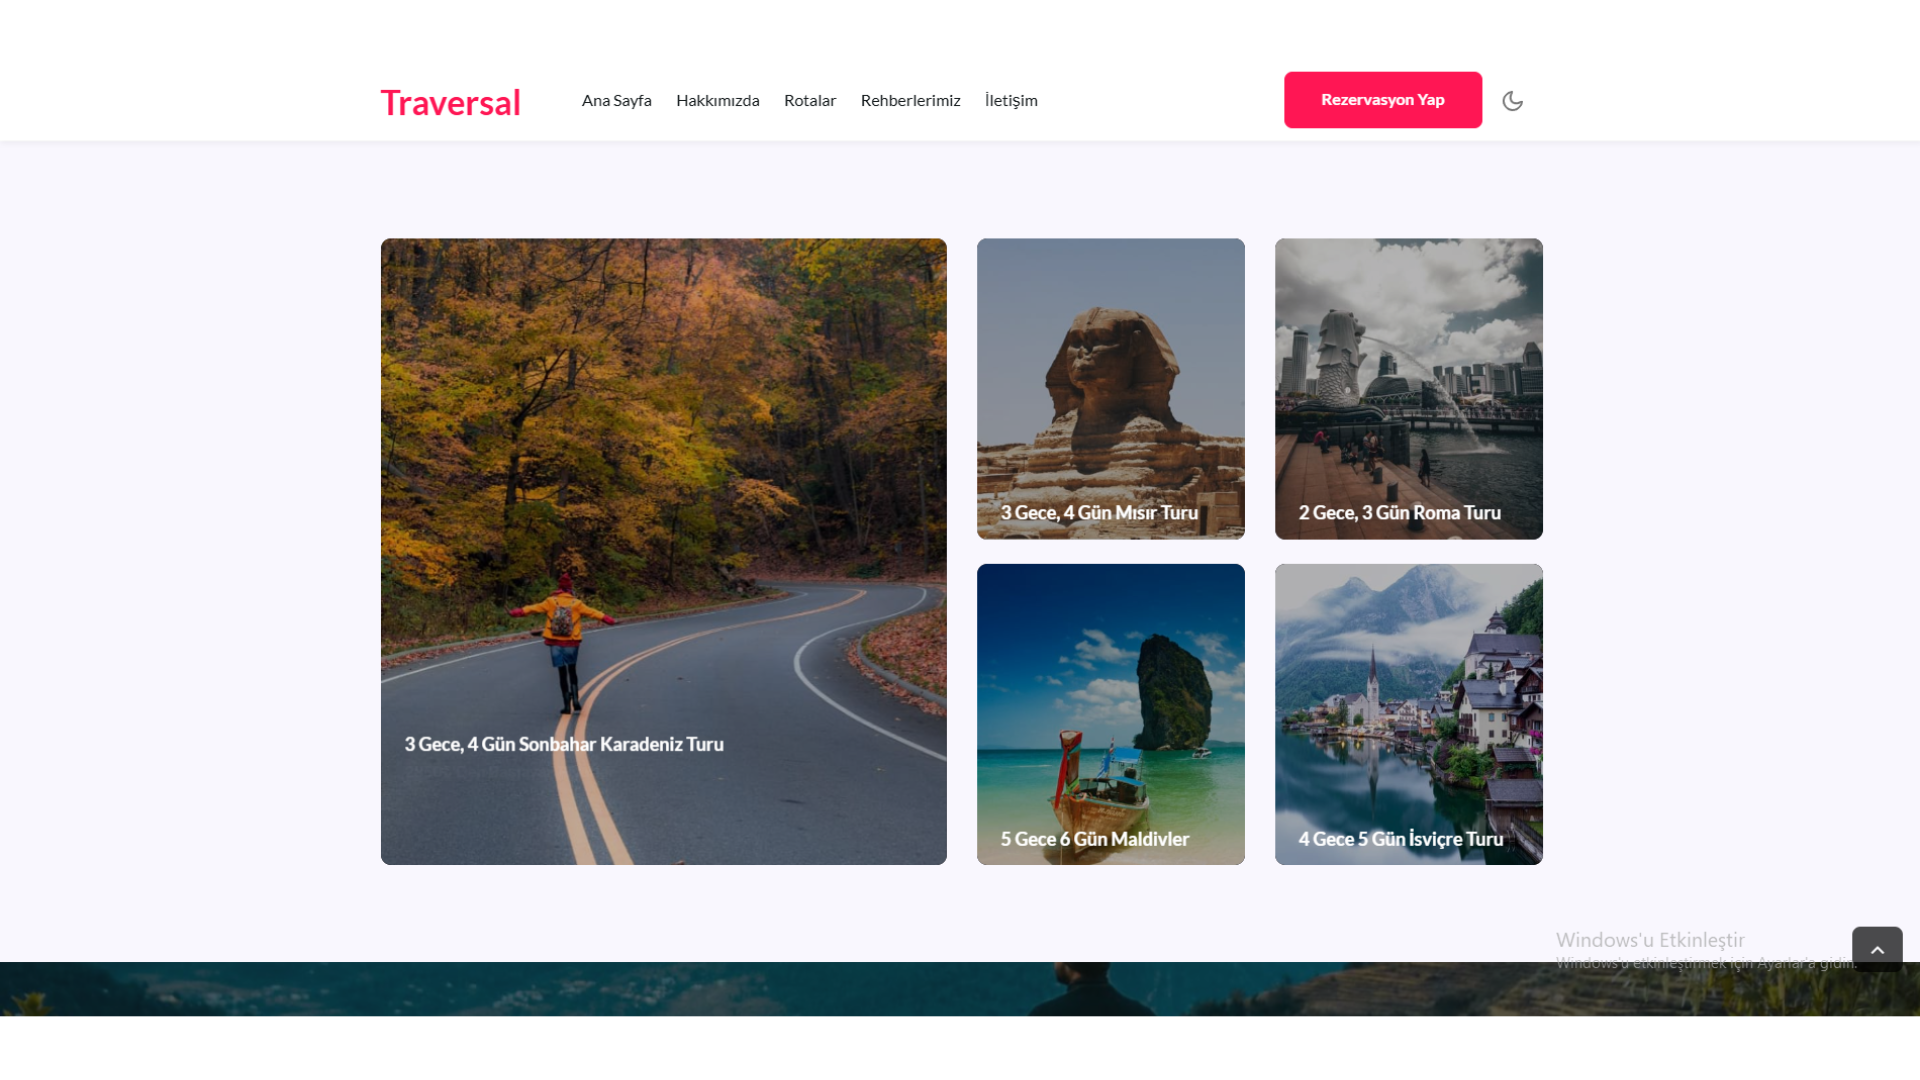 Traversal
Ana Sayfa
Hakkımızda
Rotalar
Rehberlerimiz
İletişim
Rezervasyon Yap
3 Gece, 4 Gün Sonbahar Karadeniz Turu
3 Gece, 4 Gün Mısır Turu
2 Gece, 3 Gün Roma Turu
5 Gece 6 Gün Maldivler
4 Gece 5 Gün İsviçre Turu
Windows'u Etkinleştir
Windows'u etkinleştirmek için Ayarlar'a gidin.